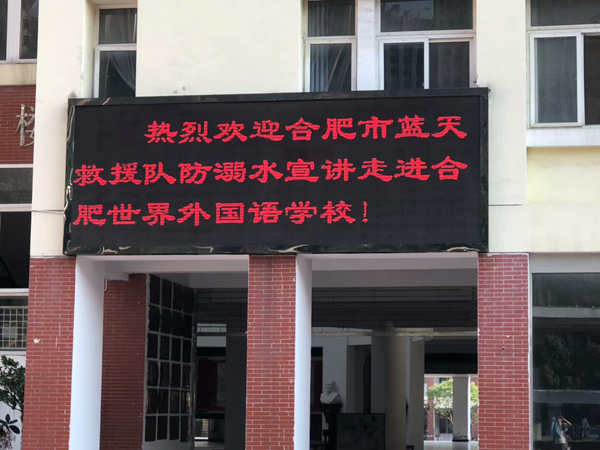 热烈欢迎合肥市蓝天
救援队防溺水宣讲走进合
肥世界外国语学校！